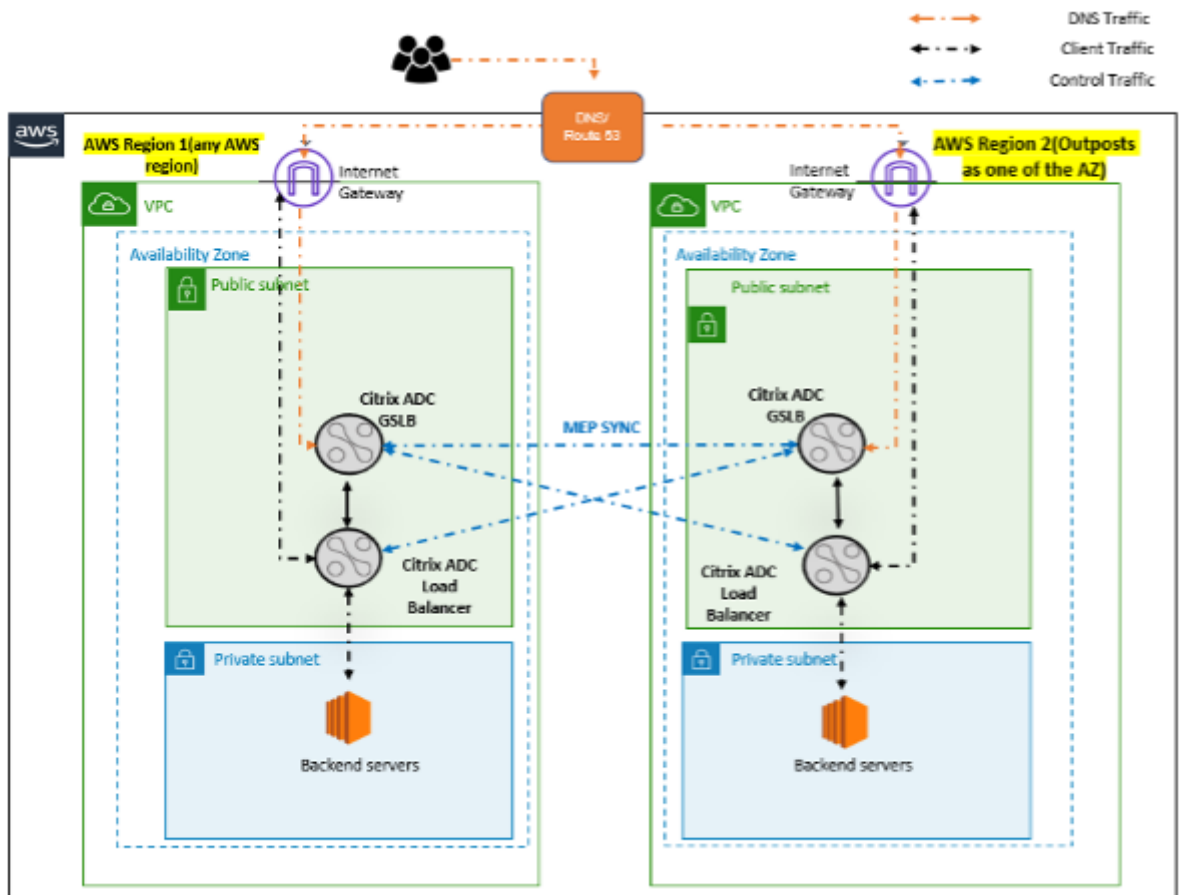 DNS Traffic
Client Traffic
Control Traffic
DNS/
Route 53
aws
AWS Region 1(any AWS
region)
Internet
Gateway
Internet
Gateway
AWS Region 2(Outposts
as one of the AZ)
VPC
VPC
Availability Zone
Availability Zone
Public subnet
Public subnet
Citrix ADC
GSLB
MEP SYNC
Citrix ADC
GSLB
Citrix ADC
Load
Balancer
Citrix ADC
Load
Balancer
Private subnet
Private subnet
Backend servers
Backend servers